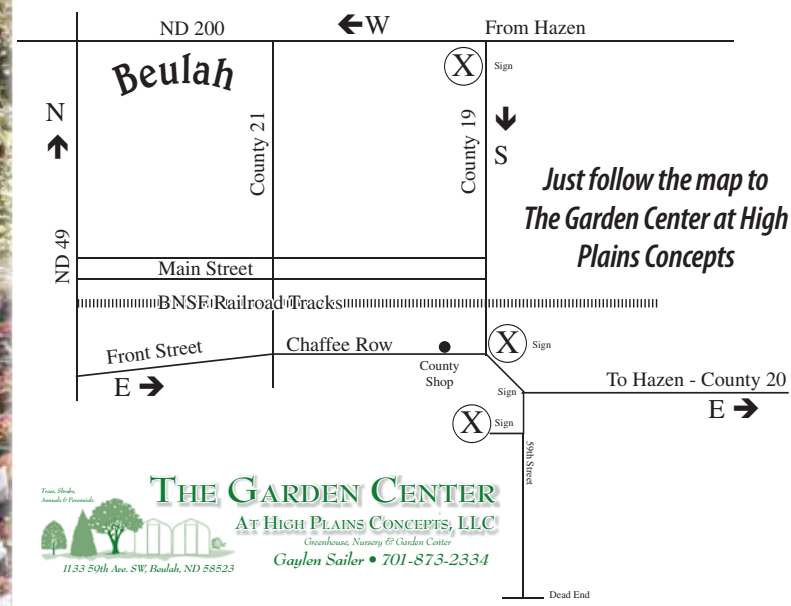 ND 200
W
From Hazen
Beulah
X
Sign
N
County 21
County 19
S
Just follow the map to
The Garden Center at High
Plains Concepts
ND 49
Main Street
BNSF Railroad Tracks
Front Street
Chaffee Row
X
Sign
County
Shop
E
To Hazen - County 20
Sign
E
X
Sign
59th Street
Trees, Shrubs,
Annuals & Perennials
THE GARDEN CENTER
AT HIGH PLAINS CONCEPTS, LLC
Greenhouse, Nursery & Garden Center
Gaylen Sailer • 701-873-2334
1133 59th Ave. SW, Beulah, ND 58523
Dead End